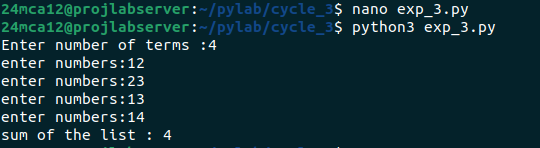 24mca12@projlabserver:~/pylab/cycle_3$ nano exp_3.py
24mca12@projlabserver:~/pylab/cycle_3$ python3 exp_3.py
Enter number of terms :4
enter numbers:12
enter numbers:23
enter numbers:13
enter numbers:14
sum of the list : 4